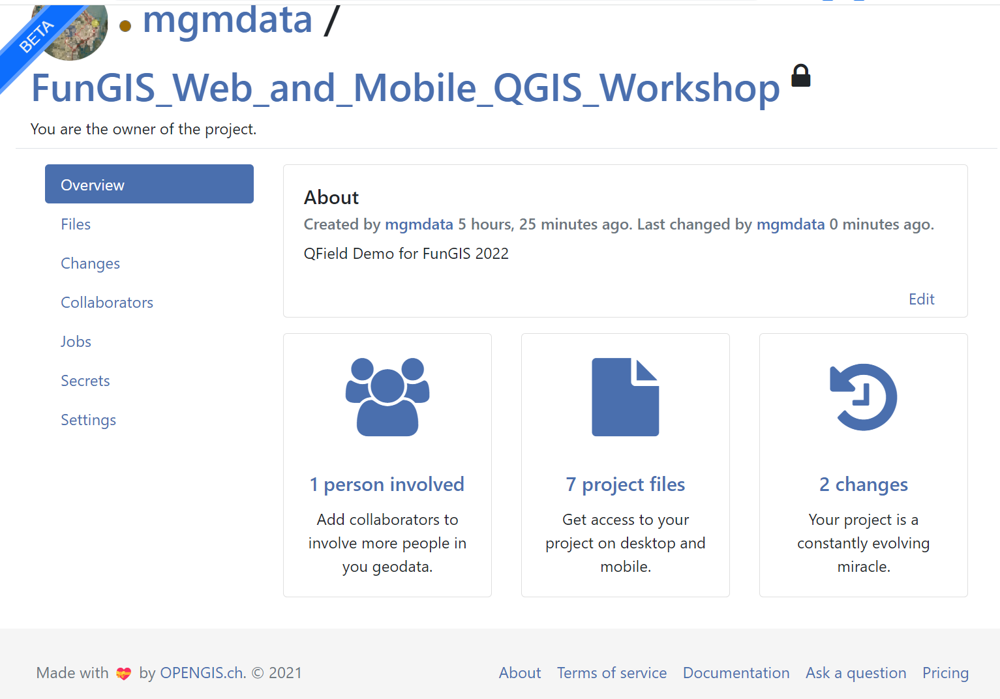 BETA
mgmdata /
FunGIS_Web_and_Mobile_QGIS_Workshop
You are the owner of the project.
Overview
Files
Changes
Collaborators
Jobs
Secrets
Settings
About
Created by mgmdata 5 hours, 25 minutes ago. Last changed by mgmdata 0 minutes ago.
QField Demo for FunGIS 2022
Edit
1 person involved
Add collaborators to
involve more people in
you geodata.
7 project files
Get access to your
project on desktop and
mobile.
2 changes
Your project is a
constantly evolving
miracle.
Made with 💝 by OPENGIS.ch. © 2021
About Terms of service Documentation Ask a question Pricing